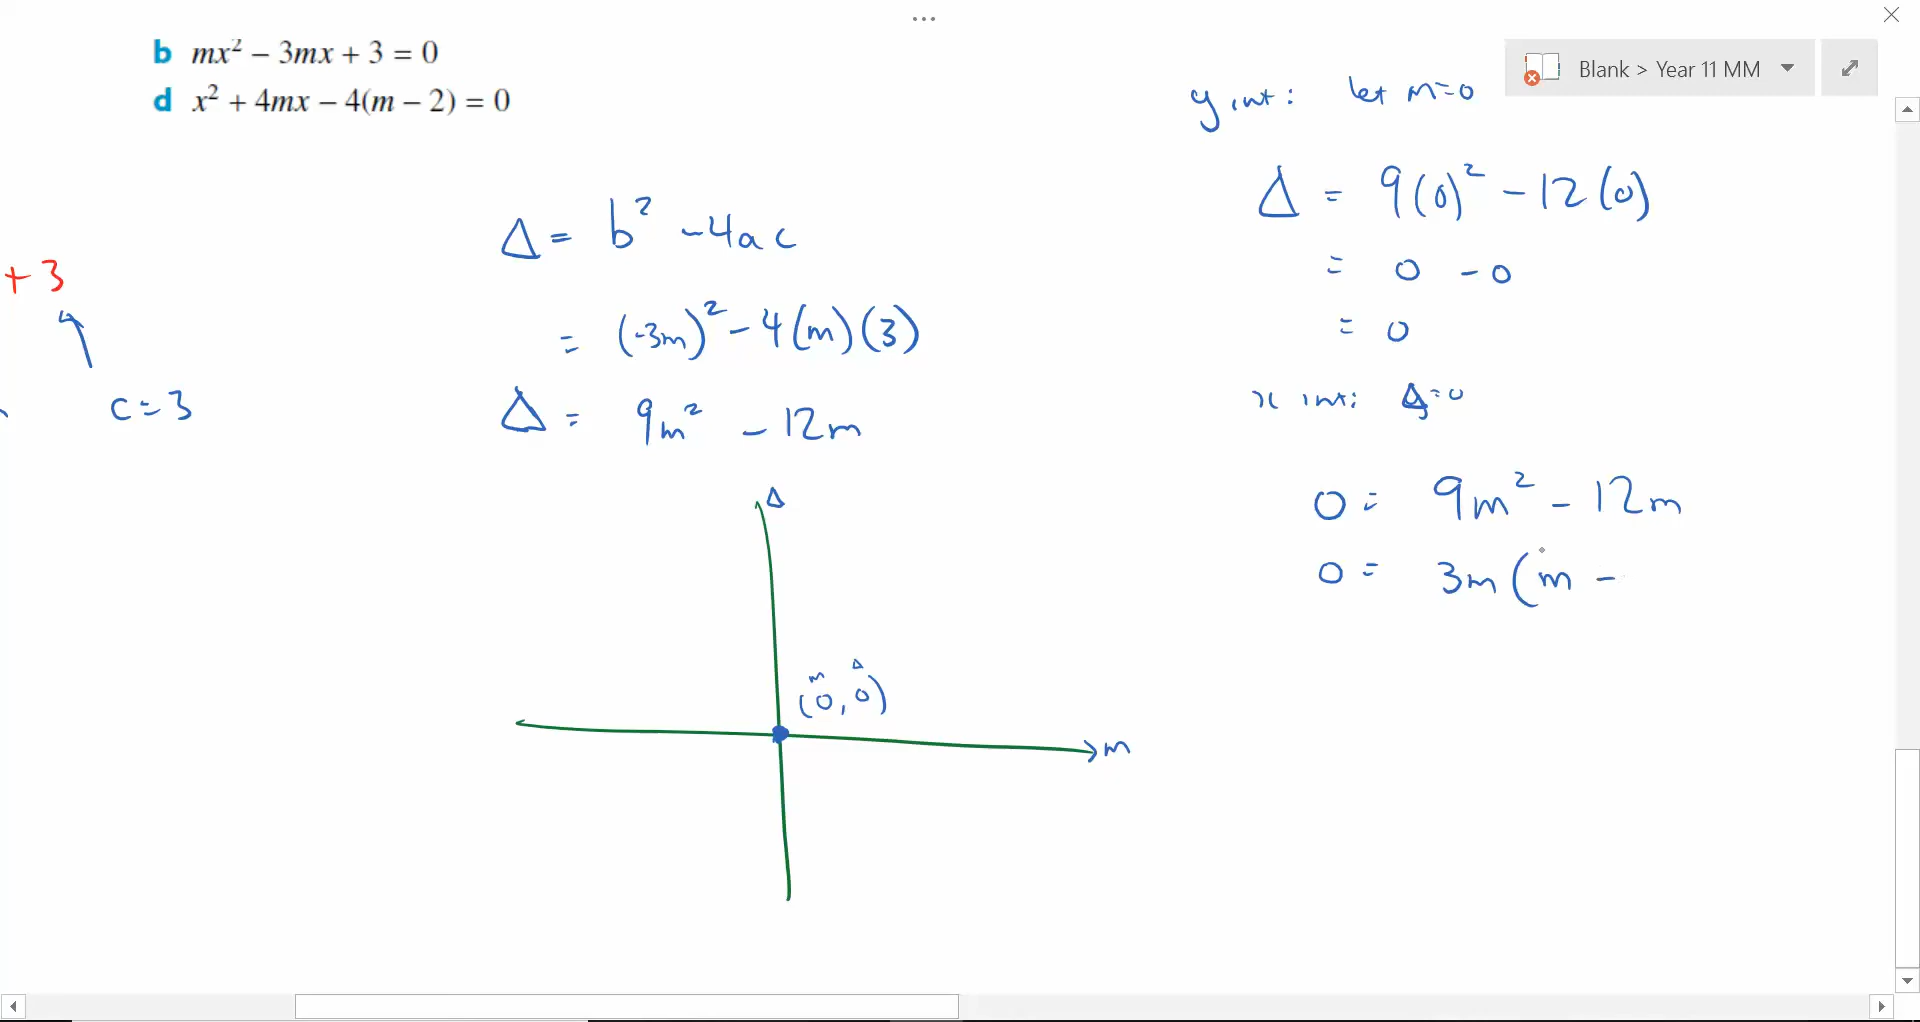 b mx² − 3mx + 3 = 0
d x² + 4mx − 4(m − 2) = 0
Blank > Year 11 MM
+ 3
c = 3
Δ = b² - 4ac
= (-3m)² - 4(m)(3)
Δ = 9m² - 12m
Δ
m Δ
(0, 0)
m
y int: let m=0
Δ = 9(0)² - 12(0)
= 0 - 0
= 0
x int: Δ=0
0 = 9m² - 12m
0 = 3m(m -